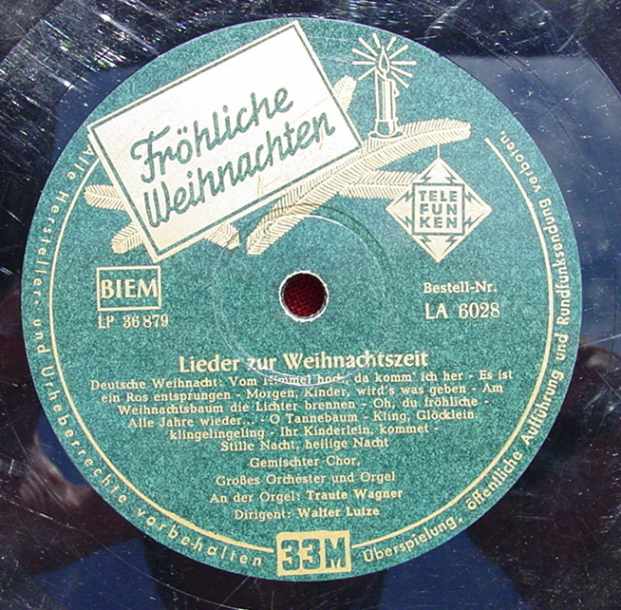 Fröhliche
Weihnachten
TELE
FUN
KEN
BIEM
LP 36879
Bestell-Nr.
LA 6028
Lieder zur Weihnachtszeit
Deutsche Weihnacht: Vom Himmel hoch, da komm' ich her - Es ist
ein Ros entsprungen - Morgen, Kinder, wird's was geben - Am
Weihnachtsbaum die Lichter brennen - Oh, du fröhliche -
Alle Jahre wieder... - O Tannebaum - Kling, Glöcklein,
klingelingeling - Ihr Kinderlein, kommet -
Stille Nacht, heilige Nacht
Gemischter Chor,
Großes Orchester und Orgel
An der Orgel: Traute Wagner
Dirigent: Walter Lutze
33M
Alle Hersteller- und Urheberrechte vorbehalten
Überspielung, öffentliche Aufführung und Rundfunksendung verboten.